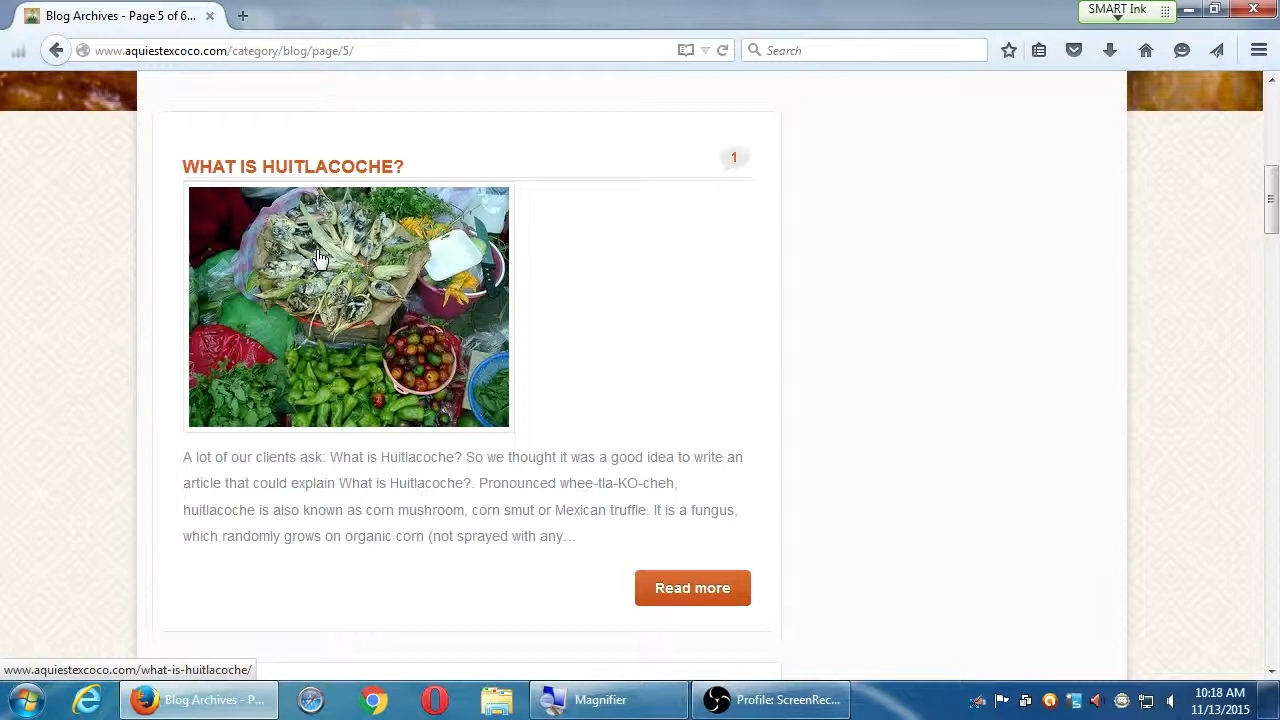 Blog Archives - Page 5 of 6...
SMART Ink
www.aquiestexcoco.com/category/blog/page/5/
Search
WHAT IS HUITLACOCHE?
1
A lot of our clients ask: What is Huitlacoche? So we thought it was a good idea to write an
article that could explain What is Huitlacoche?. Pronounced whee-tla-KO-cheh,
huitlacoche is also known as corn mushroom, corn smut or Mexican truffle. It is a fungus,
which randomly grows on organic corn (not sprayed with any...
Read more
www.aquiestexcoco.com/what-is-huitlacoche/
Blog Archives - P...
Magnifier
Profile: ScreenRec...
10:18 AM
11/13/2015